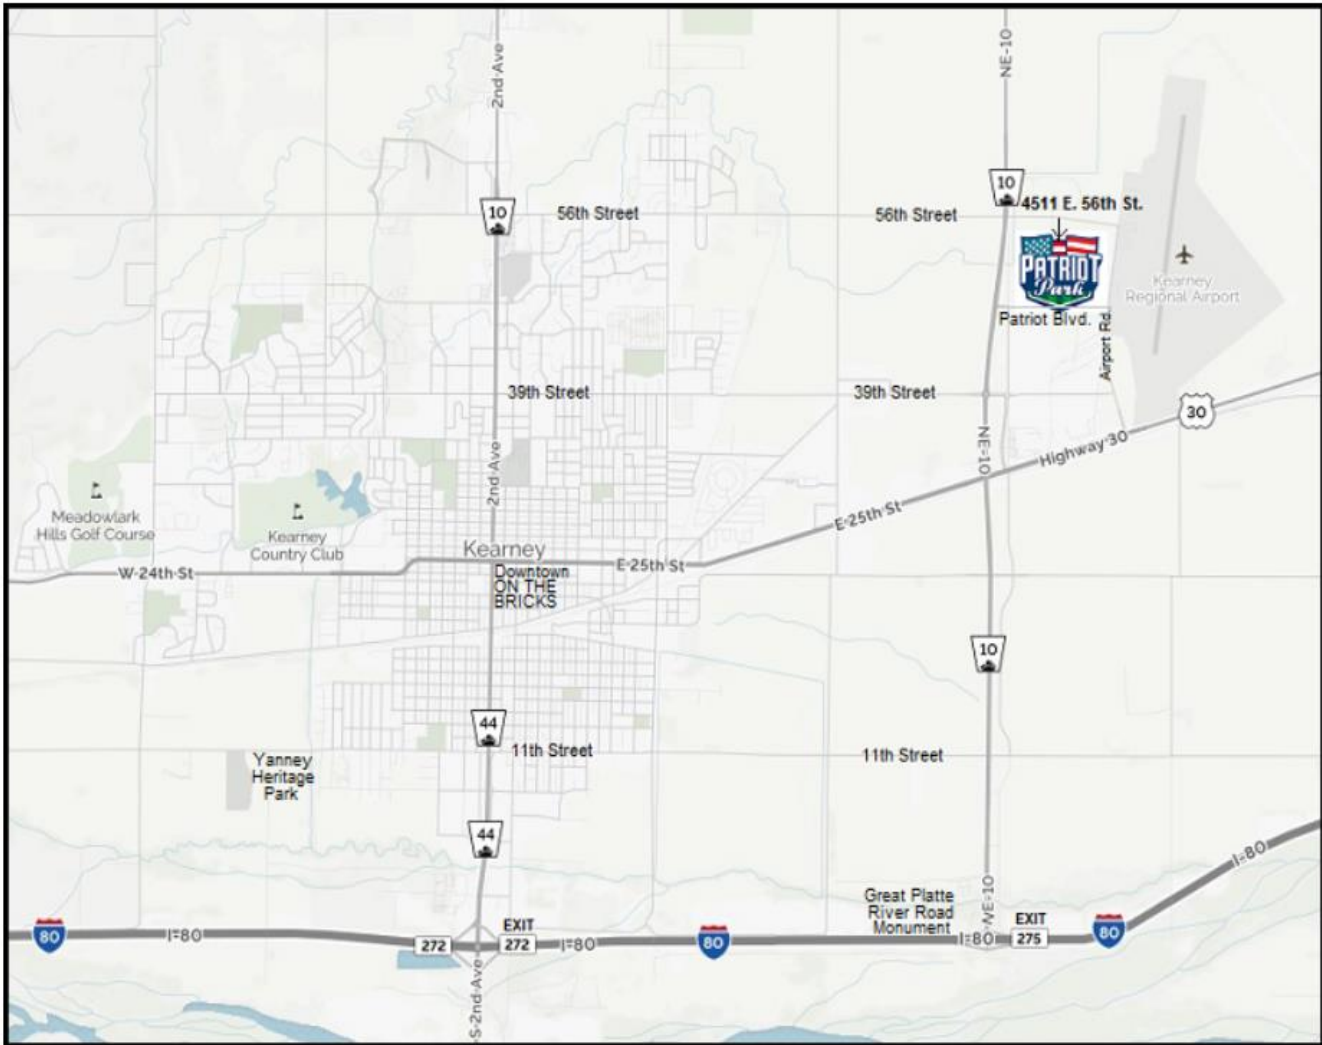 2nd Ave
NE-10
10
10
4511 E. 56th St.
56th Street
56th Street
PATRIOT
Park
Kearney
Regional Airport
Patriot Blvd.
Airport Rd.
39th Street
39th Street
30
2nd Ave
NE-10
Highway 30
Meadowlark
Hills Golf Course
Kearney
Country Club
E 25th St
Kearney
W 24th St
E 25th St
Downtown
ON THE
BRICKS
10
44
11th Street
11th Street
Yanney
Heritage
Park
44
Great Platte
River Road
Monument
NE-10
I-80
EXIT
EXIT
80
I-80
272
272
I-80
80
I-80
275
80
S 2nd Ave